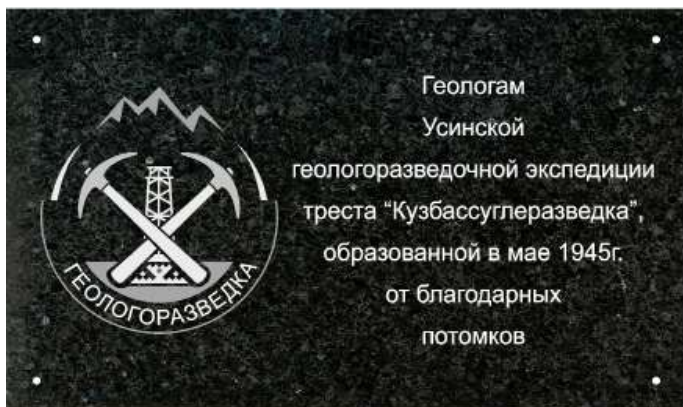 Геологам
Усинской
геологоразведочной экспедиции
треста “Кузбассуглеразведка”,
образованной в мае 1945г.
от благодарных
потомков
ГЕОЛОГОРАЗВЕДКА